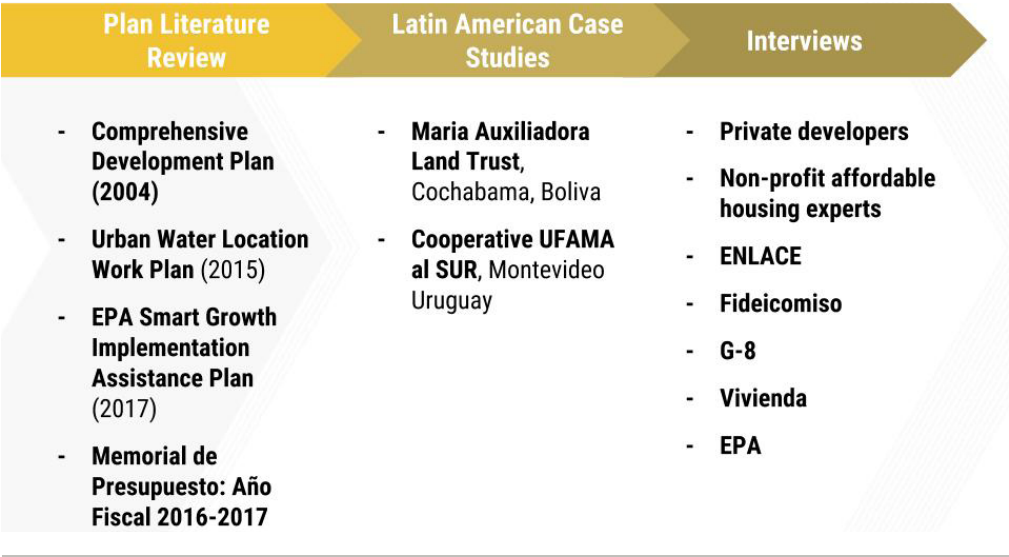 Plan Literature
Review
Latin American Case
Studies
Interviews
- Comprehensive
Development Plan
(2004)
- Urban Water Location
Work Plan (2015)
- EPA Smart Growth
Implementation
Assistance Plan
(2017)
- Memorial de
Presupuesto: Año
Fiscal 2016-2017
- Maria Auxiliadora
Land Trust,
Cochabama, Boliva
- Cooperative UFAMA
al SUR, Montevideo
Uruguay
- Private developers
- Non-profit affordable
housing experts
- ENLACE
- Fideicomiso
- G-8
- Vivienda
- EPA